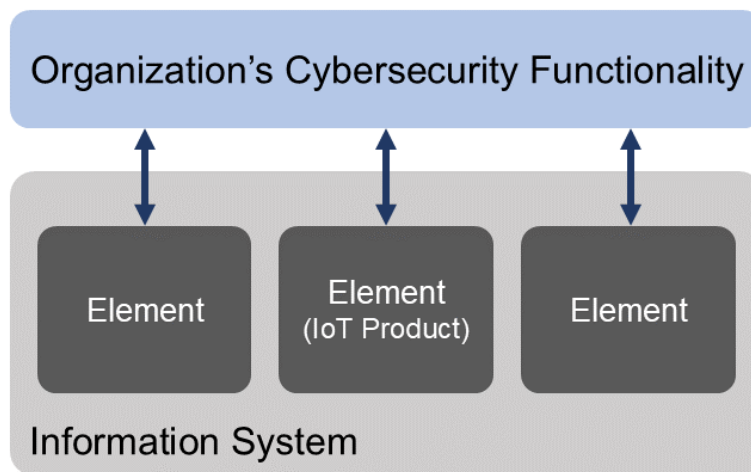 Organization’s Cybersecurity Functionality
Element
Element
(IoT Product)
Element
Information System